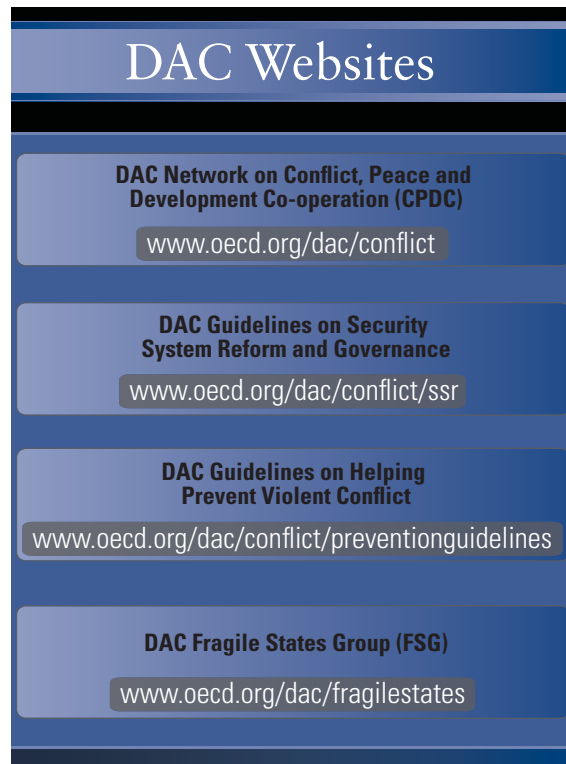 DAC Websites
DAC Network on Conflict, Peace and
Development Co-operation (CPDC)
www.oecd.org/dac/conflict
DAC Guidelines on Security
System Reform and Governance
www.oecd.org/dac/conflict/ssr
DAC Guidelines on Helping
Prevent Violent Conflict
www.oecd.org/dac/conflict/preventionguidelines
DAC Fragile States Group (FSG)
www.oecd.org/dac/fragilestates